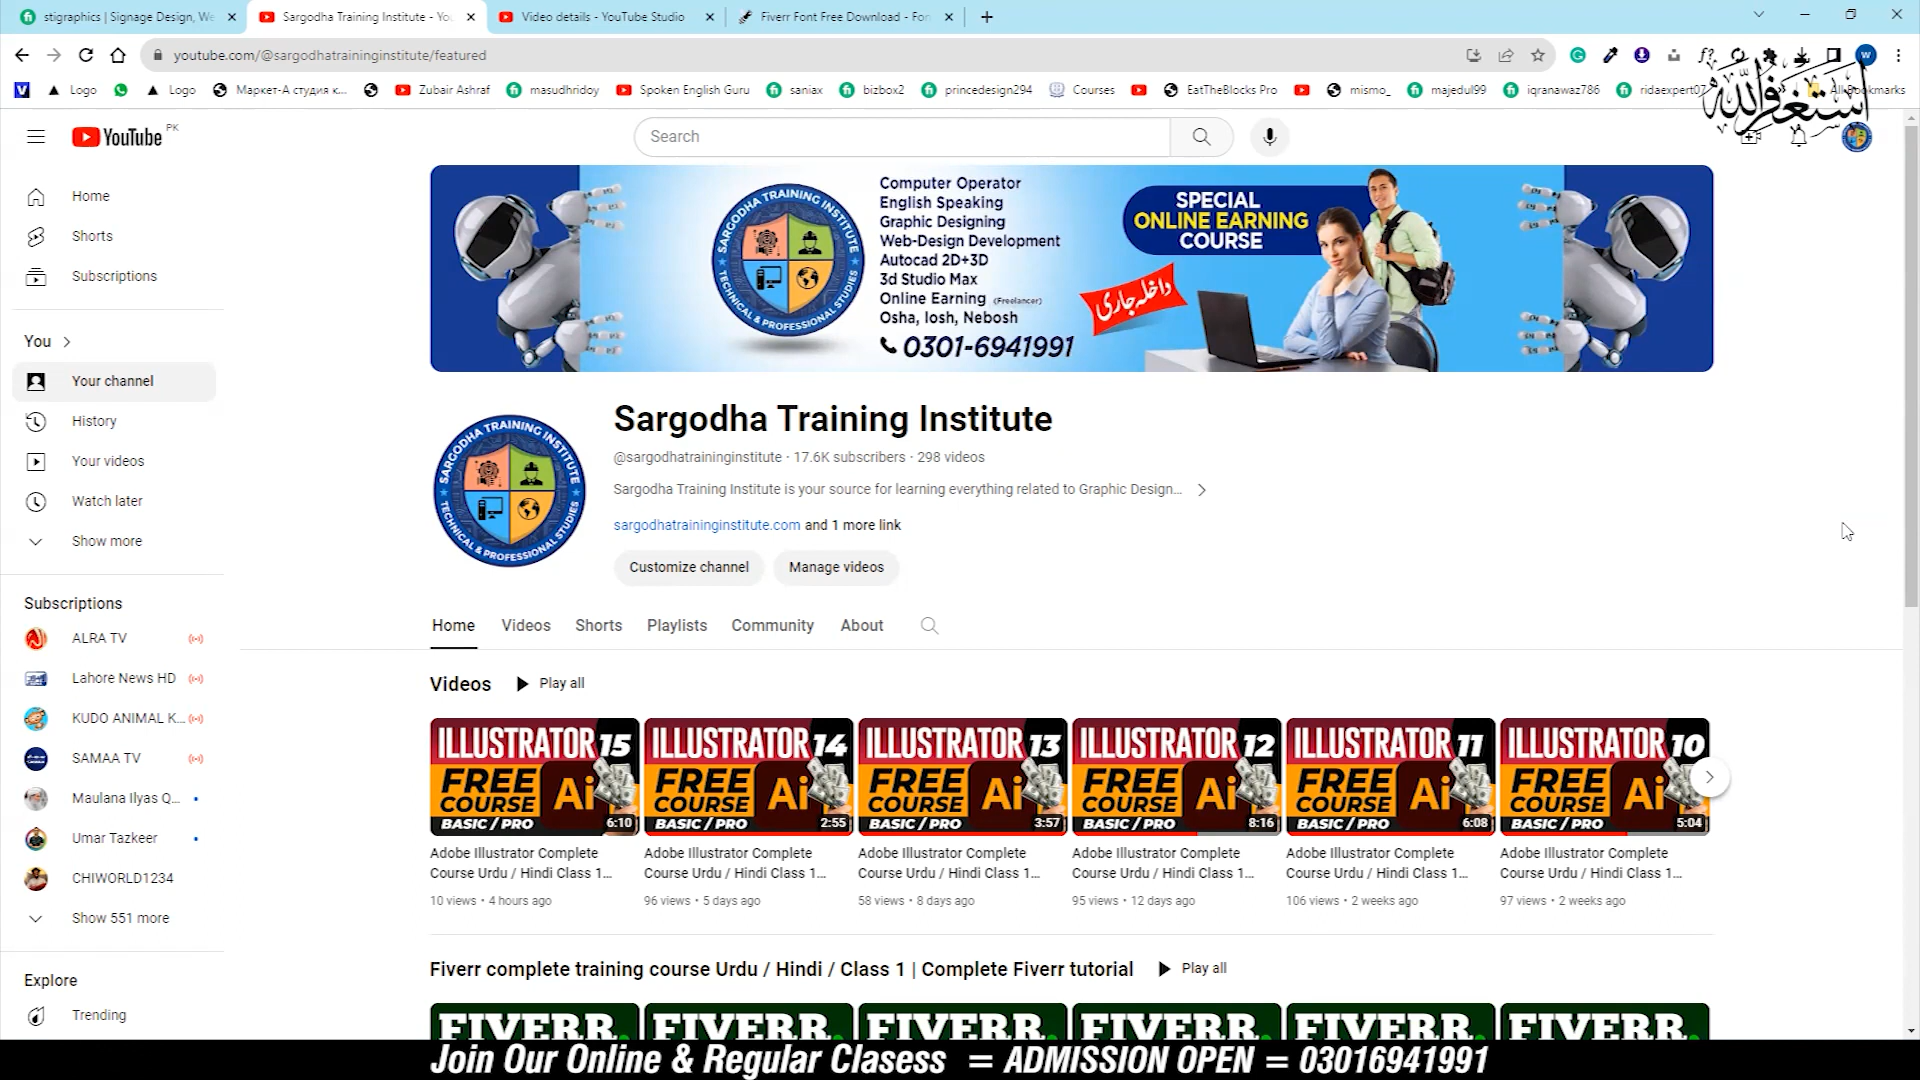 stigraphics | Signage Design, We
Sargodha Training Institute - Yo
Video details - YouTube Studio
Fiverr Font Free Download - Fon
youtube.com/@sargodhatraininginstitute/featured
Logo
Logo
Маркет-А студия к...
Zubair Ashraf
masudhridoy
Spoken English Guru
saniax
bizbox2
princedesign294
Courses
EatTheBlocks Pro
mismo_
majedul99
iqranawaz786
ridaexpert07
All Bookmarks
أستغفر الله
YouTube PK
Search
Home
Shorts
Subscriptions
You
Your channel
History
Your videos
Watch later
Show more
Subscriptions
ALRA TV
Lahore News HD
KUDO ANIMAL K...
SAMAA TV
Maulana Ilyas Q...
Umar Tazkeer
CHIWORLD1234
Show 551 more
Explore
Trending
SARGODHA TRAINING INSTITUTE
TECHNICAL & PROFESSIONAL STUDIES
Computer Operator
English Speaking
Graphic Designing
Web-Design Development
Autocad 2D+3D
3d Studio Max
Online Earning (Freelancer)
Osha, Iosh, Nebosh
0301-6941991
داخلہ جاری
SPECIAL
ONLINE EARNING
COURSE
SARGODHA TRAINING INSTITUTE
TECHNICAL & PROFESSIONAL STUDIES
Sargodha Training Institute
@sargodhatraininginstitute · 17.6K subscribers · 298 videos
Sargodha Training Institute is your source for learning everything related to Graphic Design...
sargodhatraininginstitute.com and 1 more link
Customize channel
Manage videos
Home
Videos
Shorts
Playlists
Community
About
Videos
Play all
ILLUSTRATOR 15
FREE
COURSE
Ai
BASIC / PRO
6:10
ILLUSTRATOR 14
FREE
COURSE
Ai
BASIC / PRO
2:55
ILLUSTRATOR 13
FREE
COURSE
Ai
BASIC / PRO
3:57
ILLUSTRATOR 12
FREE
COURSE
Ai
BASIC / PRO
8:16
ILLUSTRATOR 11
FREE
COURSE
Ai
BASIC / PRO
6:08
ILLUSTRATOR 10
FREE
COURSE
Ai
BASIC / PRO
5:04
Adobe Illustrator Complete
Course Urdu / Hindi Class 1...
10 views · 4 hours ago
Adobe Illustrator Complete
Course Urdu / Hindi Class 1...
96 views · 5 days ago
Adobe Illustrator Complete
Course Urdu / Hindi Class 1...
58 views · 8 days ago
Adobe Illustrator Complete
Course Urdu / Hindi Class 1...
95 views · 12 days ago
Adobe Illustrator Complete
Course Urdu / Hindi Class 1...
106 views · 2 weeks ago
Adobe Illustrator Complete
Course Urdu / Hindi Class 1...
97 views · 2 weeks ago
Fiverr complete training course Urdu / Hindi / Class 1 | Complete Fiverr tutorial
Play all
FIVERR.
FIVERR.
FIVERR.
FIVERR.
FIVERR.
FIVERR.
Join Our Online & Regular Clasess = ADMISSION OPEN = 03016941991